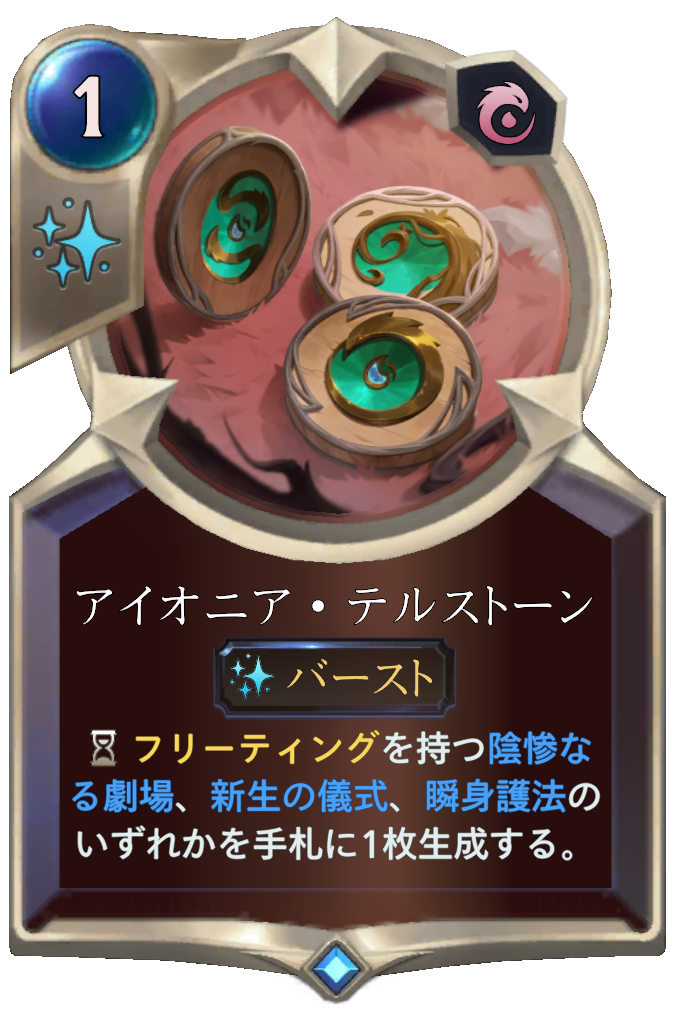 1
アイオニア・テルストーン
バースト
フリーティングを持つ陰惨な
る劇場、新生の儀式、瞬身護法の
いずれかを手札に1枚生成する。